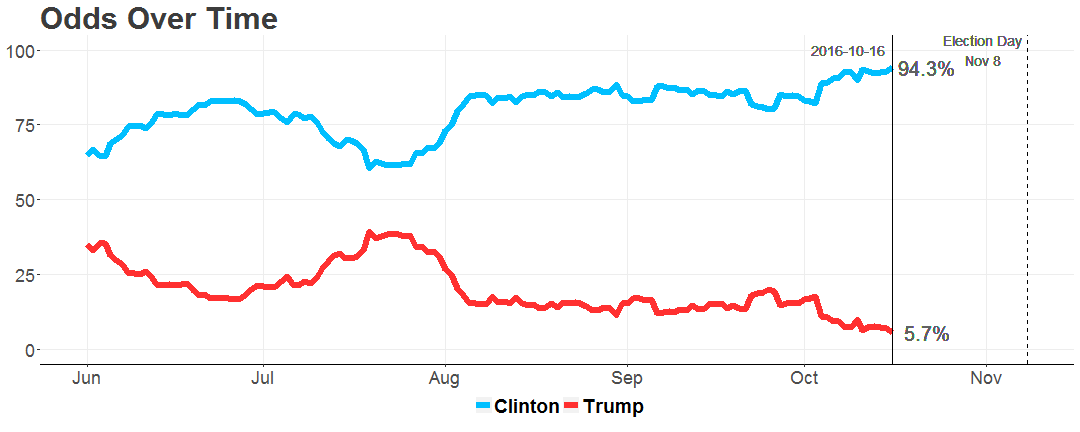 Odds Over Time
100
75
50
25
0
2016-10-16
Election Day
Nov 8
94.3%
5.7%
Jun Jul Aug Sep Oct Nov
Clinton Trump